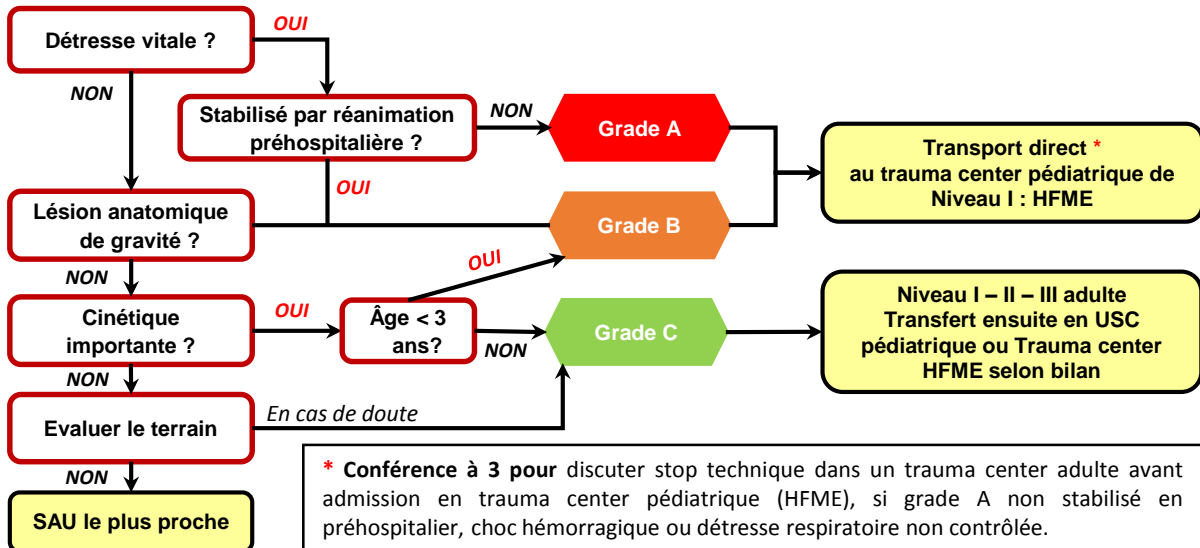 Détresse vitale ?
OUI
NON
Stabilisé par réanimation
préhospitalière ?
NON
Grade A
Transport direct *
au trauma center pédiatrique de
Niveau I : HFME
OUI
Lésion anatomique
de gravité ?
Grade B
NON
OUI
Cinétique
importante ?
OUI
Âge < 3
ans?
NON
Grade C
Niveau I – II – III adulte
Transfert ensuite en USC
pédiatrique ou Trauma center
HFME selon bilan
NON
Evaluer le terrain
En cas de doute
NON
SAU le plus proche
* Conférence à 3 pour discuter stop technique dans un trauma center adulte avant
admission en trauma center pédiatrique (HFME), si grade A non stabilisé en
préhospitalier, choc hémorragique ou détresse respiratoire non contrôlée.